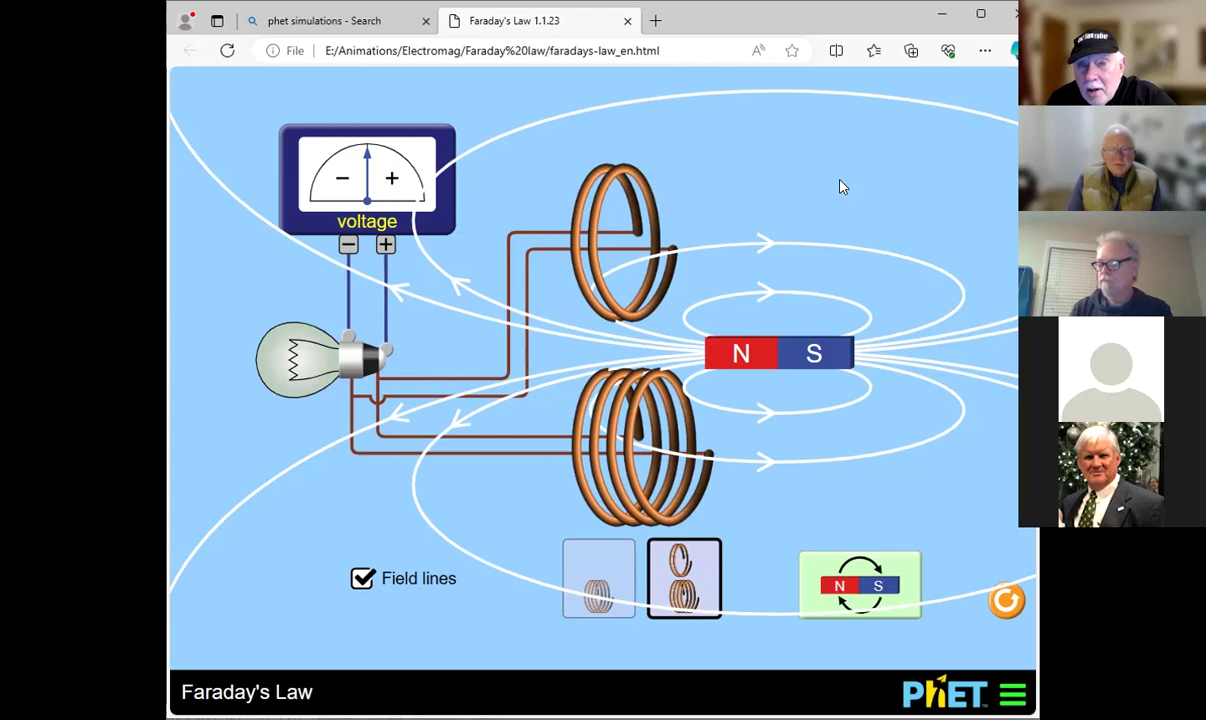 phet simulations - Search
Faraday's Law 1.1.23
File
E:/Animations/Electromag/Faraday%20law/faradays-law_en.html
− +
voltage
− +
N S
Field lines
N S
Faraday's Law
PhET